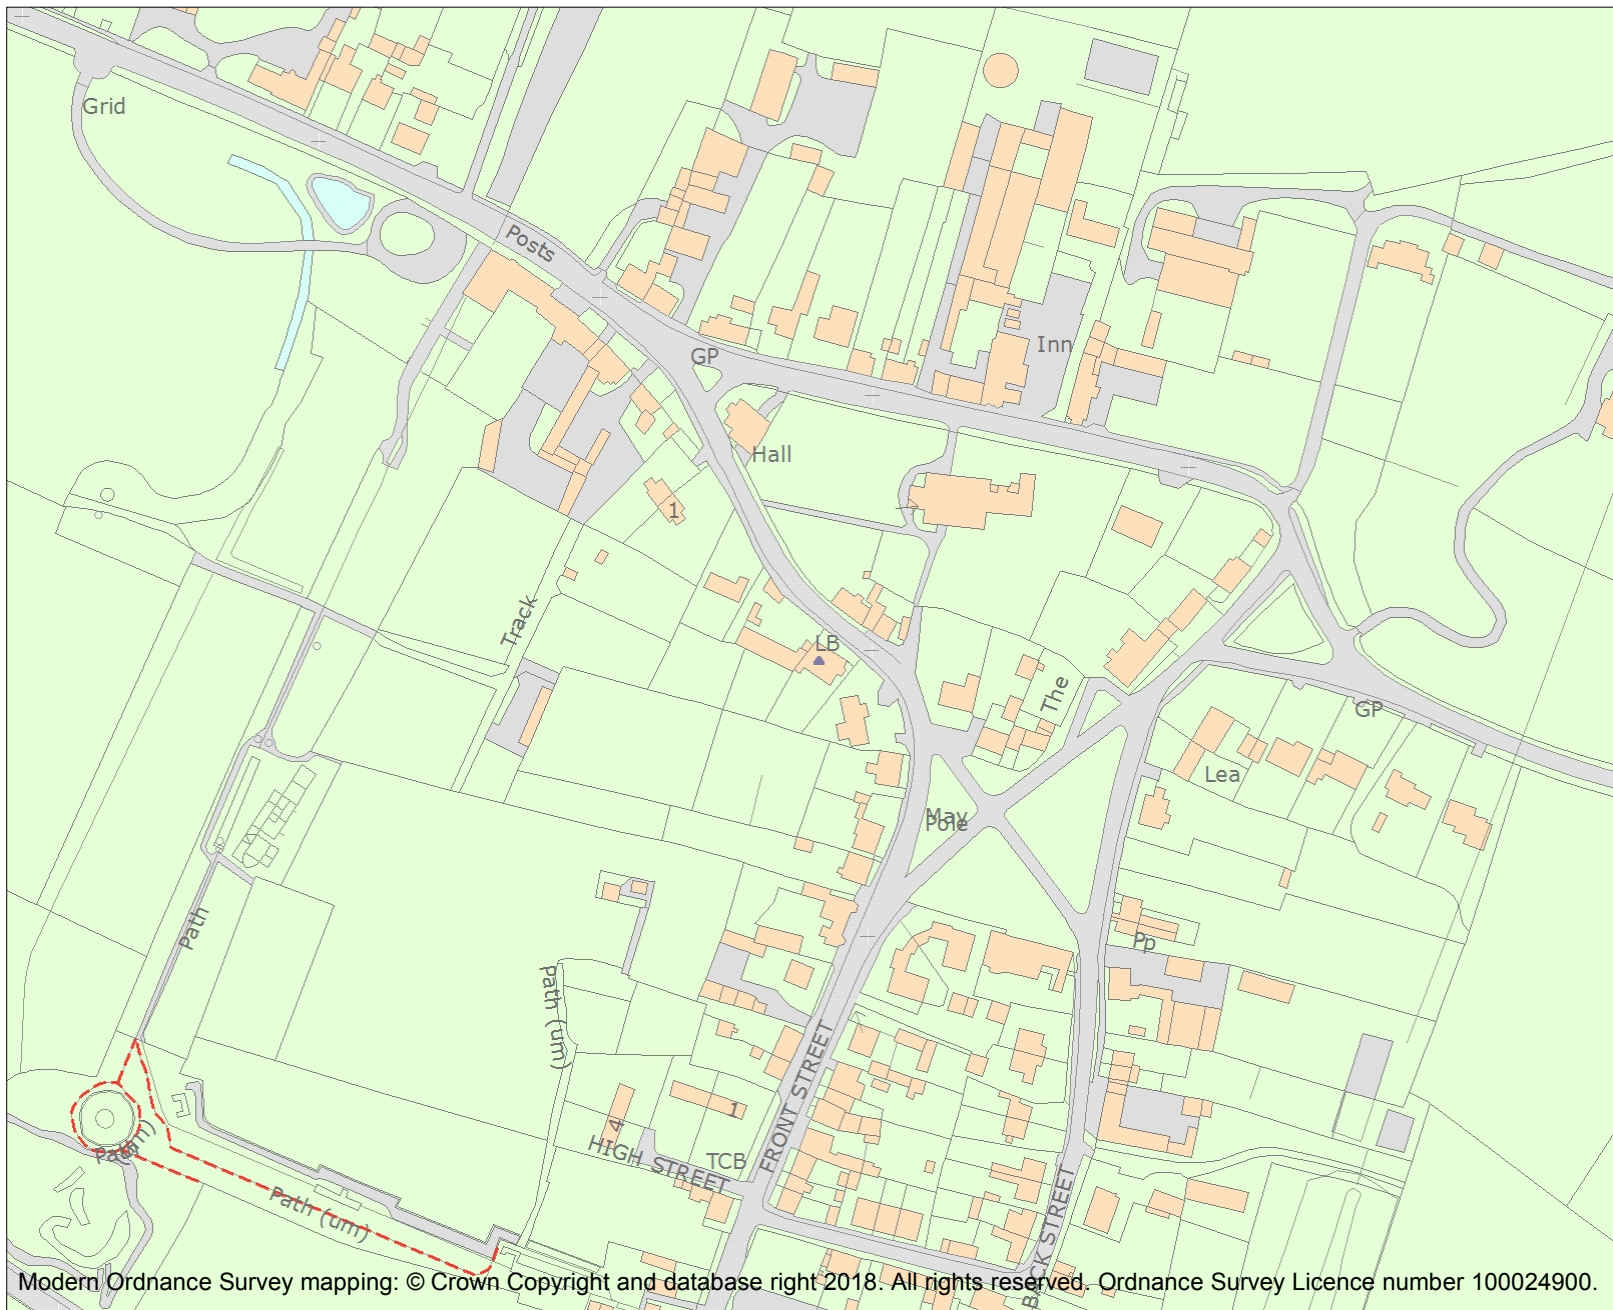 Grid
Posts
GP
Inn
Hall
1
Track
LB
The
GP
Lea
May
Pole
Path
Pp
Path (um)
FRONT STREET
1
4
HIGH STREET
TCB
Path (um)
BACK STREET
Modern Ordnance Survey mapping: © Crown Copyright and database right 2018. All rights reserved. Ordnance Survey Licence number 100024900.